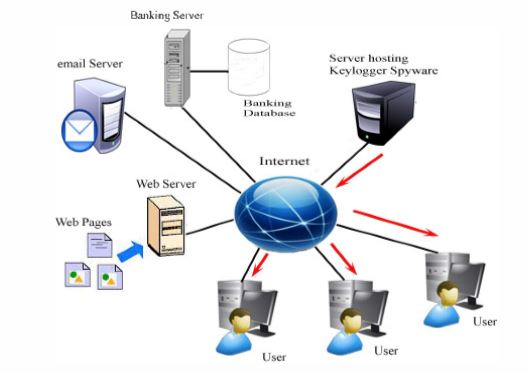 Banking Server
email Server
Server hosting
Keylogger Spyware
Banking
Database
Internet
Web Server
Web Pages
User
User
User